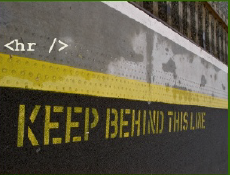 <hr />
KEEP BEHIND THIS LINE